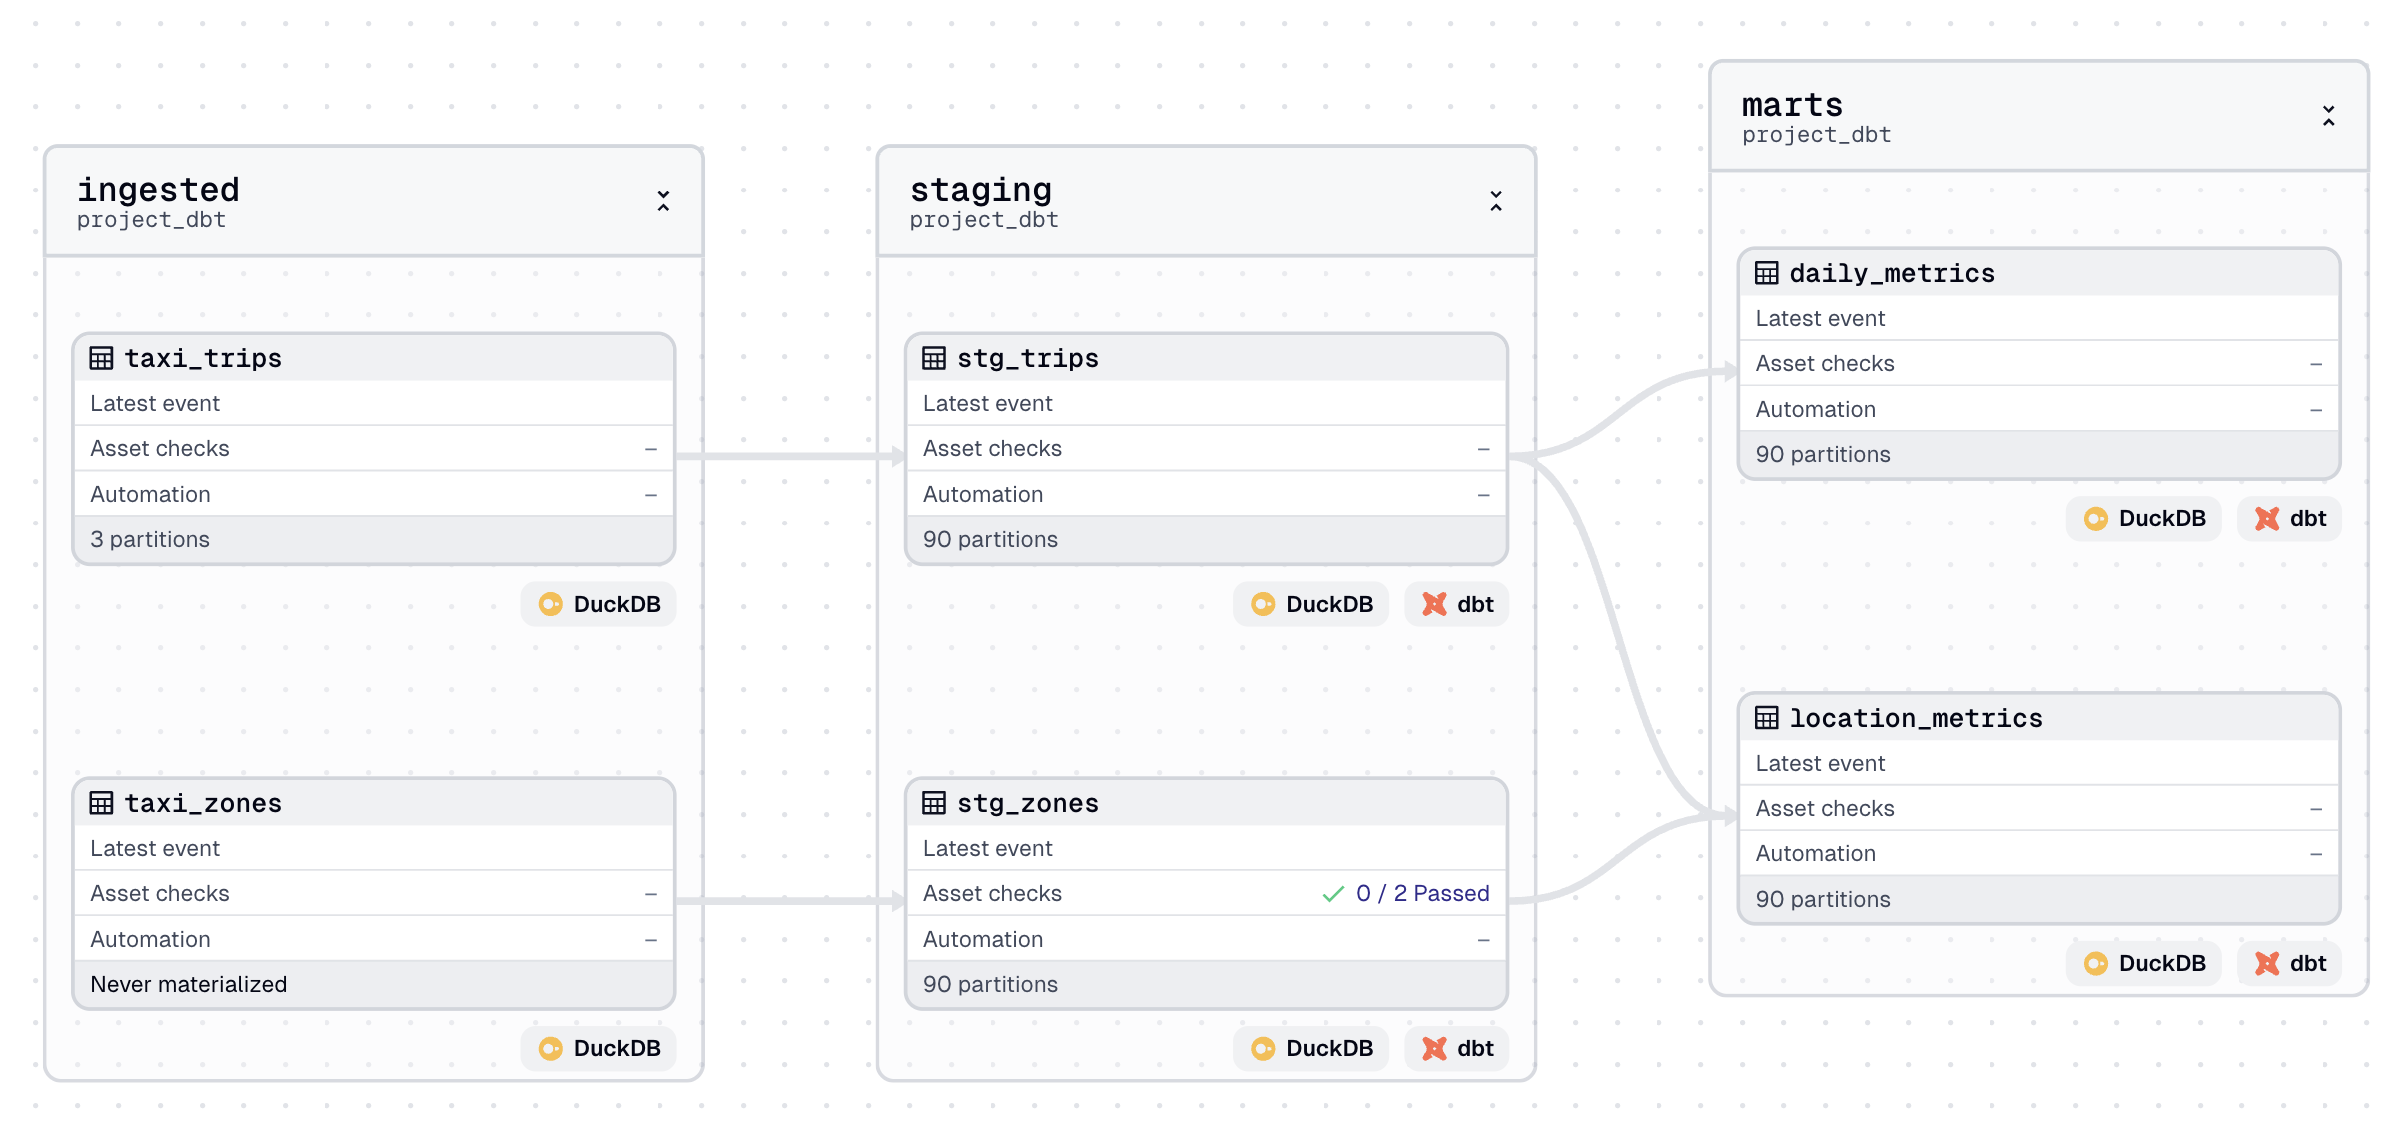 ingested
project_dbt
taxi_trips
Latest event
Asset checks –
Automation –
3 partitions
DuckDB
taxi_zones
Latest event
Asset checks –
Automation –
Never materialized
DuckDB
staging
project_dbt
stg_trips
Latest event
Asset checks –
Automation –
90 partitions
DuckDB dbt
stg_zones
Latest event
Asset checks 0 / 2 Passed
Automation –
90 partitions
DuckDB dbt
marts
project_dbt
daily_metrics
Latest event
Asset checks –
Automation –
90 partitions
DuckDB dbt
location_metrics
Latest event
Asset checks –
Automation –
90 partitions
DuckDB dbt